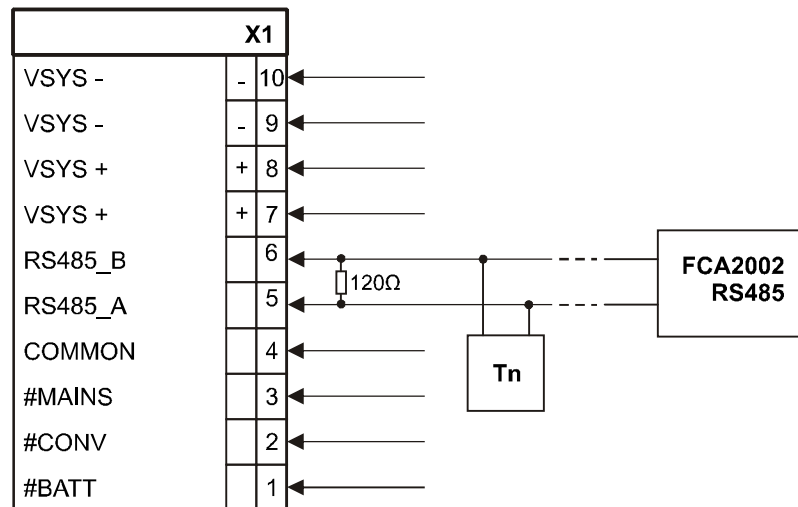 X1
VSYS - - 10
VSYS - - 9
VSYS + + 8
VSYS + + 7
RS485_B 6
120Ω
RS485_A 5
FCA2002
RS485
COMMON 4
Tn
#MAINS 3
#CONV 2
#BATT 1